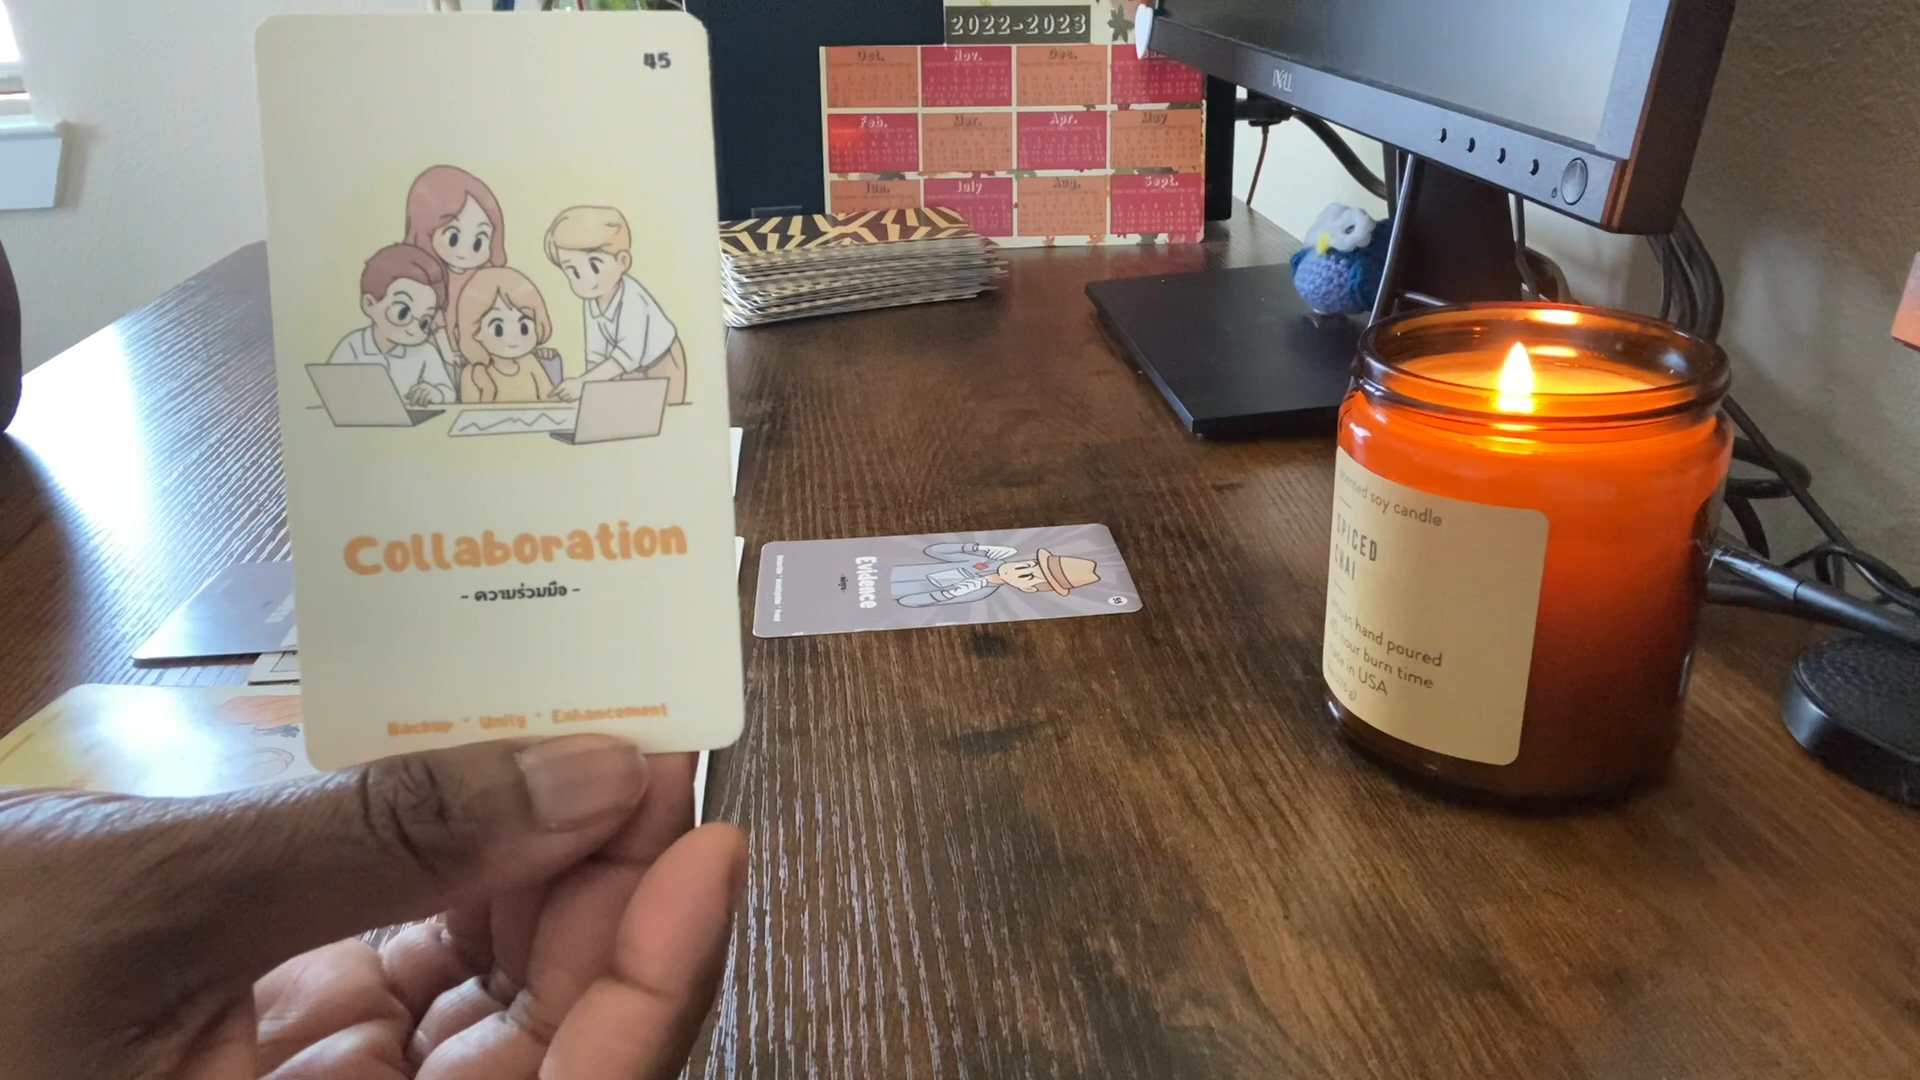 45
Collaboration
- ความร่วมมือ -
Backup * Unity * Enhancement
2022-2023
Oct. Nov. Dec.
Feb. Mar. Apr. May
Jun. July Aug. Sept.
DELL
Evidence
scented soy candle
SPICED
CHAI
hand poured
hour burn time
made in USA